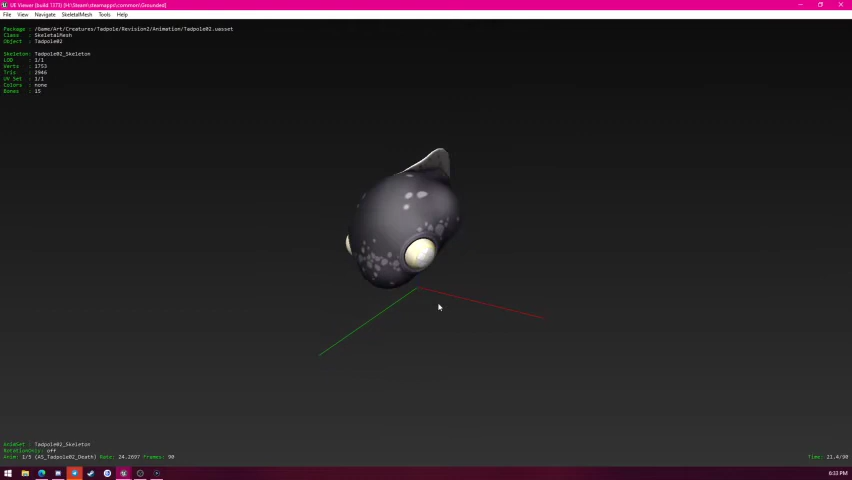 UE Viewer [build 1373] [H:\Steam\steamapps\common\Grounded]
File View Navigate SkeletalMesh Tools Help
Package : /Game/Art/Creatures/Tadpole/Revision2/Animation/Tadpole02.uasset
Class : SkeletalMesh
Object : Tadpole02
Skeleton: Tadpole02_Skeleton
LOD : 1/1
Verts : 1753
Tris : 2946
UV Set : 1/1
Colors : none
Bones : 15
AnimSet : Tadpole02_Skeleton
RotationOnly: off
Anim: 1/5 (AS_Tadpole02_Death) Rate: 24.2697 Frames: 90
Time: 21.4/90
6:33 PM